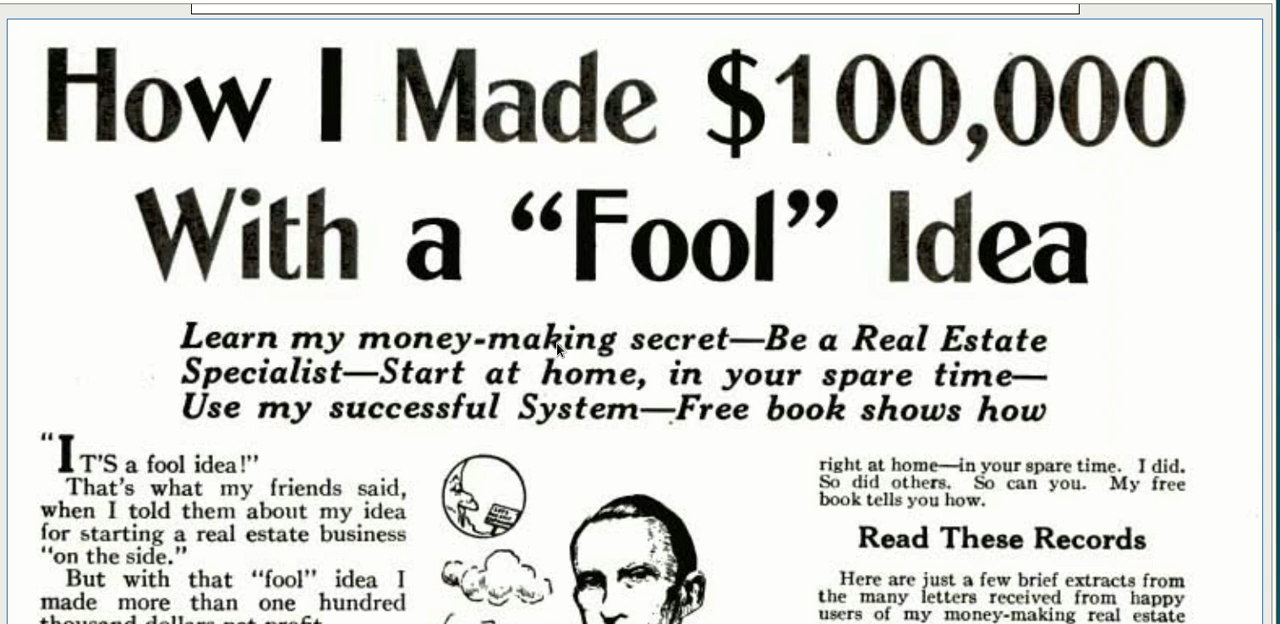 How I Made $100,000
With a “Fool” Idea
Learn my money-making secret—Be a Real Estate
Specialist—Start at home, in your spare time—
Use my successful System—Free book shows how
“IT'S a fool idea!”
That's what my friends said,
when I told them about my idea
for starting a real estate business
“on the side.”
But with that “fool” idea I
made more than one hundred
thousand dollars net profit.
right at home—in your spare time. I did.
So did others. So can you. My free
book tells you how.
Read These Records
Here are just a few brief extracts from
the many letters received from happy
users of my money-making real estate